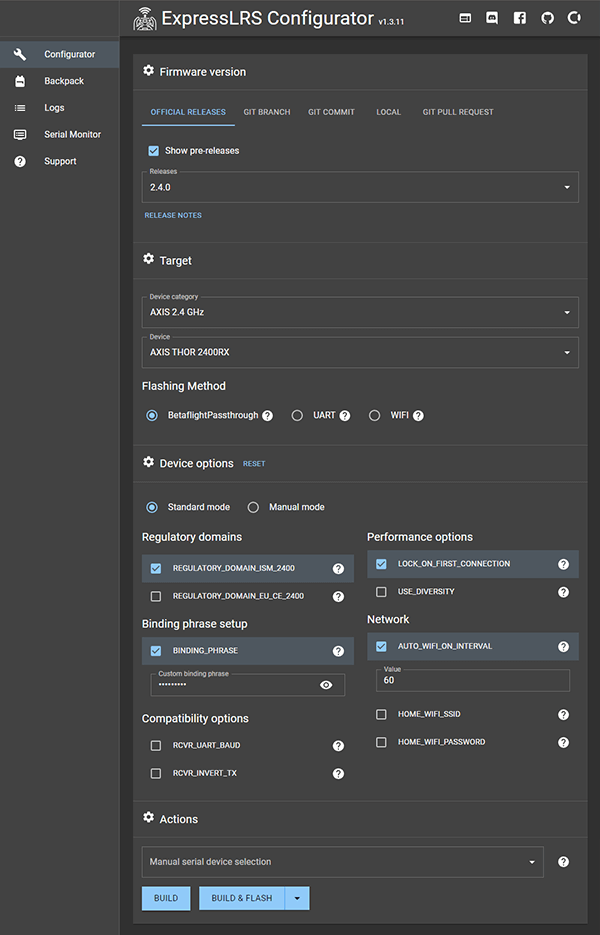 ExpressLRS Configurator v1.3.11
Configurator
Backpack
Logs
Serial Monitor
Support
Firmware version
OFFICIAL RELEASES GIT BRANCH GIT COMMIT LOCAL GIT PULL REQUEST
Show pre-releases
Releases
2.4.0
RELEASE NOTES
Target
Device category
AXIS 2.4 GHz
Device
AXIS THOR 2400RX
Flashing Method
BetaflightPassthrough ? UART ? WIFI ?
Device options RESET
Standard mode Manual mode
Regulatory domains
REGULATORY_DOMAIN_ISM_2400 ?
REGULATORY_DOMAIN_EU_CE_2400 ?
Binding phrase setup
BINDING_PHRASE ?
Custom binding phrase
•••••••••
Compatibility options
RCVR_UART_BAUD ?
RCVR_INVERT_TX ?
Performance options
LOCK_ON_FIRST_CONNECTION ?
USE_DIVERSITY ?
Network
AUTO_WIFI_ON_INTERVAL ?
Value
60
HOME_WIFI_SSID ?
HOME_WIFI_PASSWORD ?
Actions
Manual serial device selection ?
BUILD BUILD & FLASH